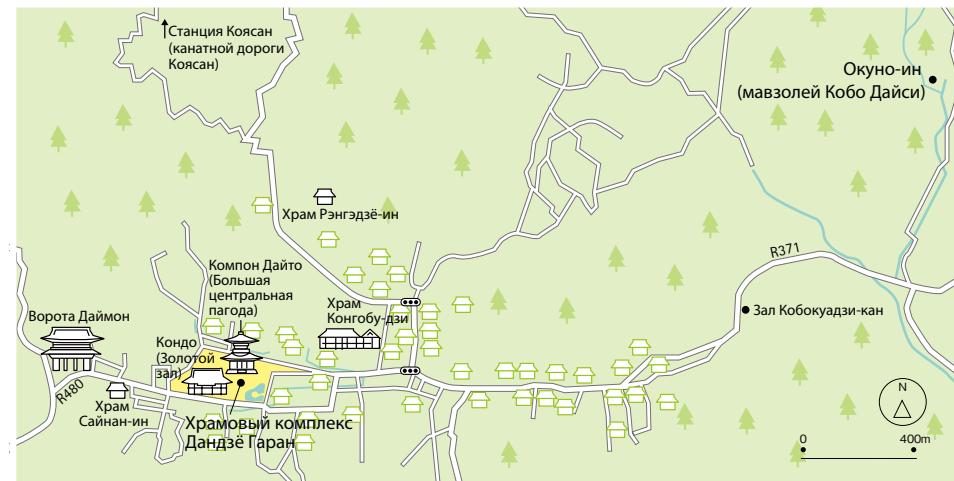 Станция Коясан
(канатной дороги
Коясан)
Окуно-ин
(мавзолей Кобо Дайси)
Храм Рэнгэдзё-ин
R371
Компон Дайто
(Большая
центральная
пагода)
Храм
Конгобу-дзи
Зал Кобокуадзи-кан
Ворота Даймон
Кондо
(Золотой
зал)
R480
Храм
Сайнан-ин
Храмовый комплекс
Дандзё Гаран
N
0 400m